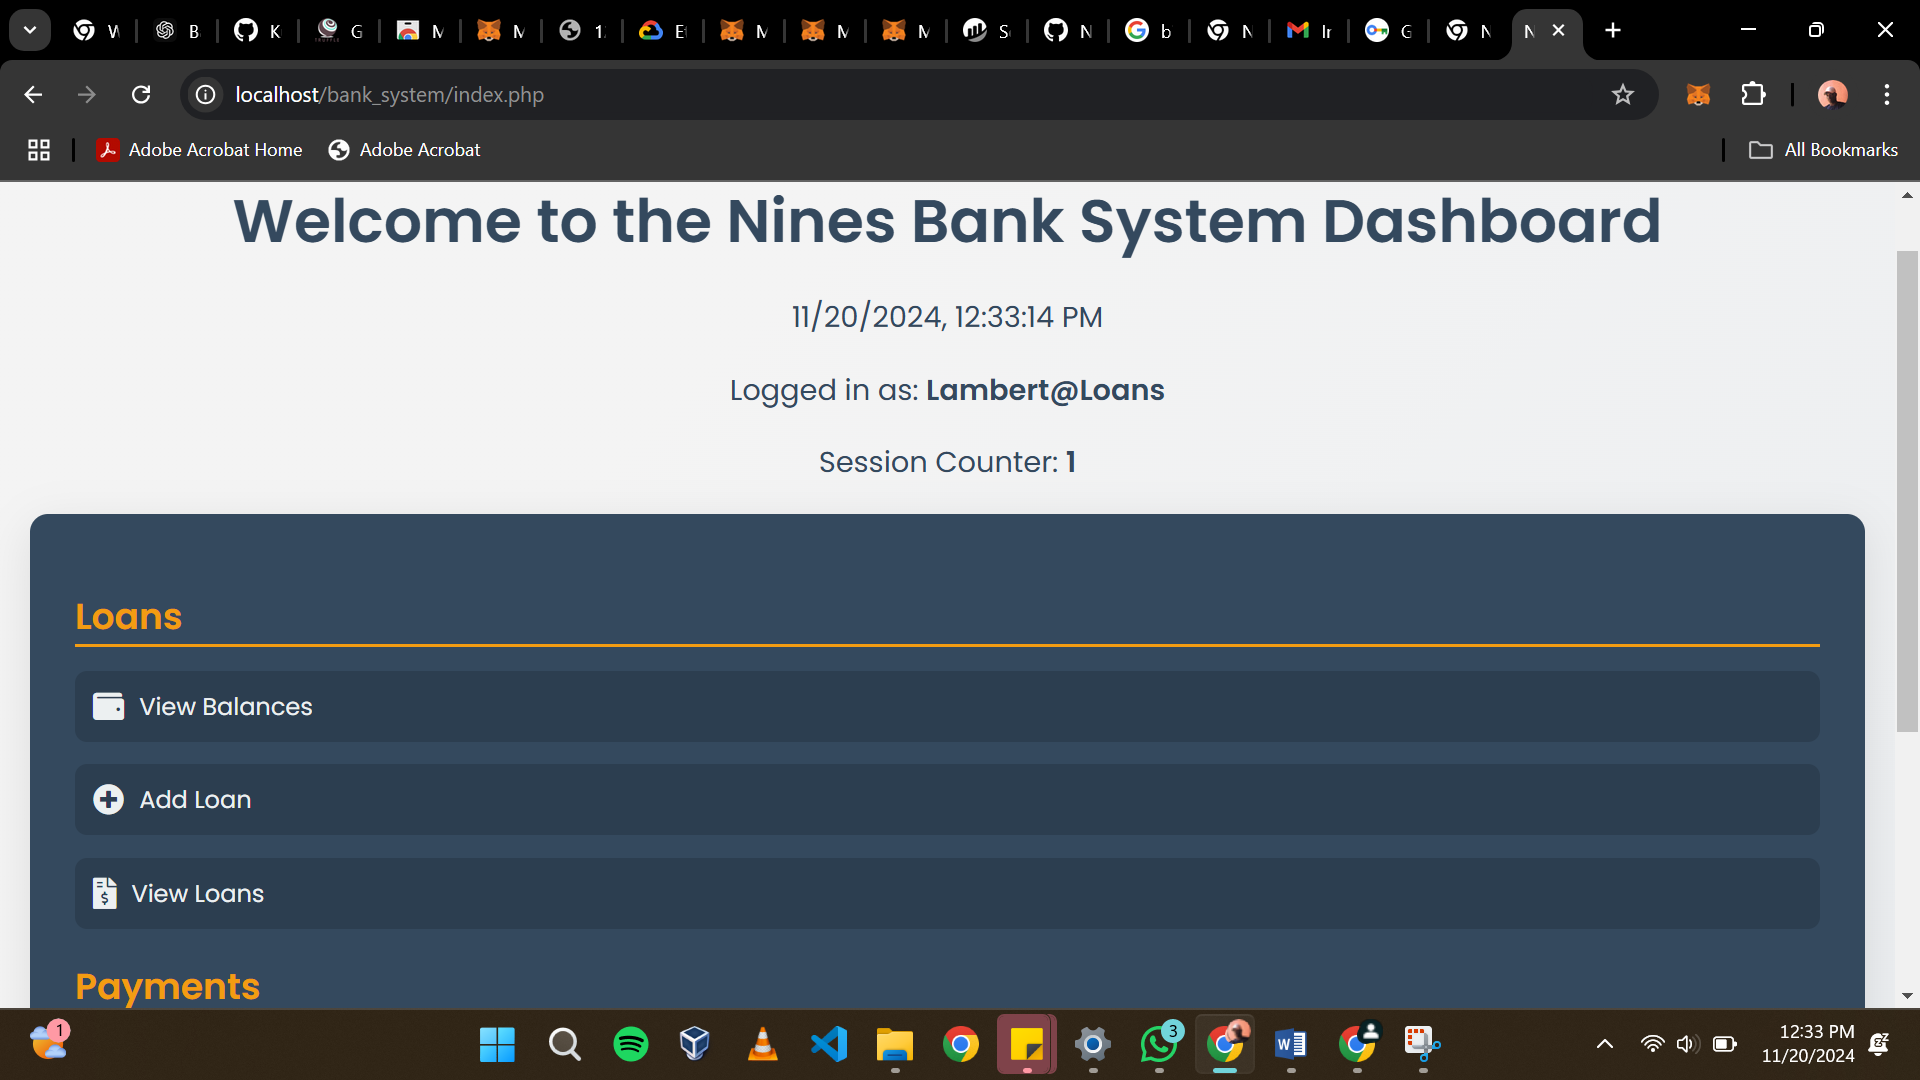 W
B
K
G
M
M
1
E
M
M
M
S
N
b
N
Ir
G
N
N
localhost/bank_system/index.php
Adobe Acrobat Home
Adobe Acrobat
All Bookmarks
Welcome to the Nines Bank System Dashboard
11/20/2024, 12:33:14 PM
Logged in as: Lambert@Loans
Session Counter: 1
Loans
View Balances
Add Loan
$ View Loans
Payments
1
3
12:33 PM
11/20/2024